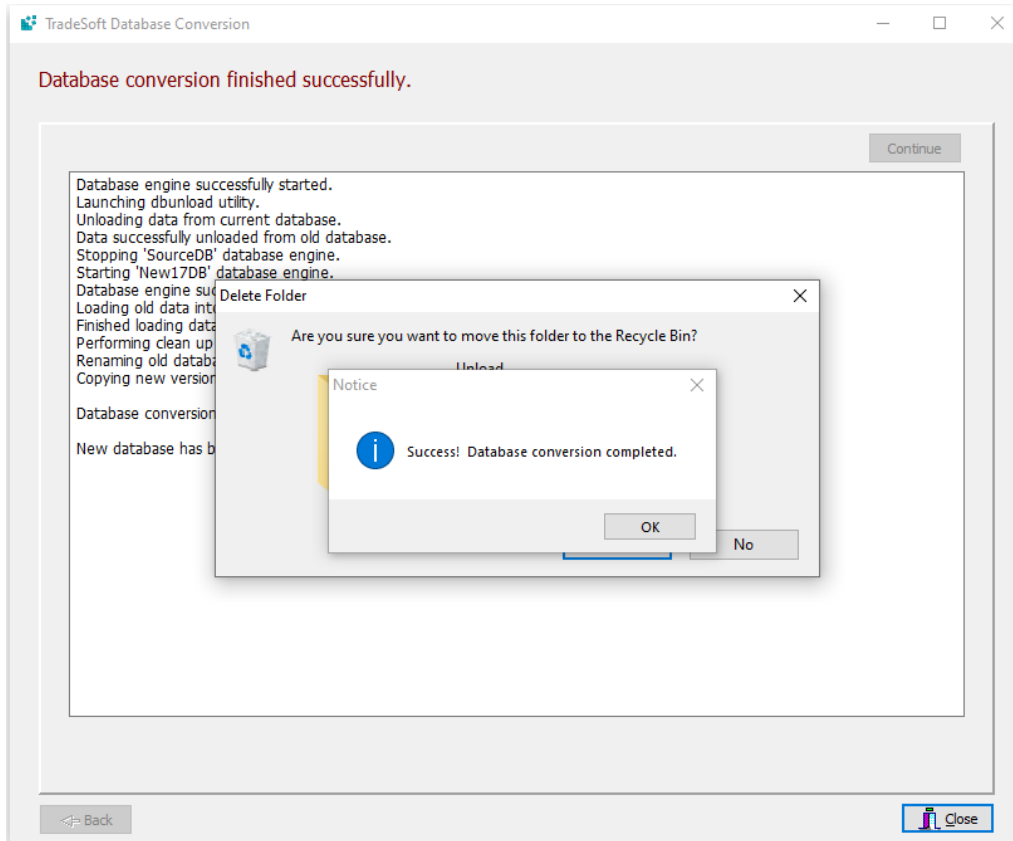 TradeSoft Database Conversion
Database conversion finished successfully.
Continue
Database engine successfully started.
Launching dbunload utility.
Unloading data from current database.
Data successfully unloaded from old database.
Stopping 'SourceDB' database engine.
Starting 'New17DB' database engine.
Database engine
Loading old data
Finished loading
Performing clean up
Renaming old
Copying new version
Database conversion
New database has
Delete Folder
Are you sure you want to move this folder to the Recycle Bin?
Unload
Notice
Success! Database conversion completed.
OK
No
Back
Close